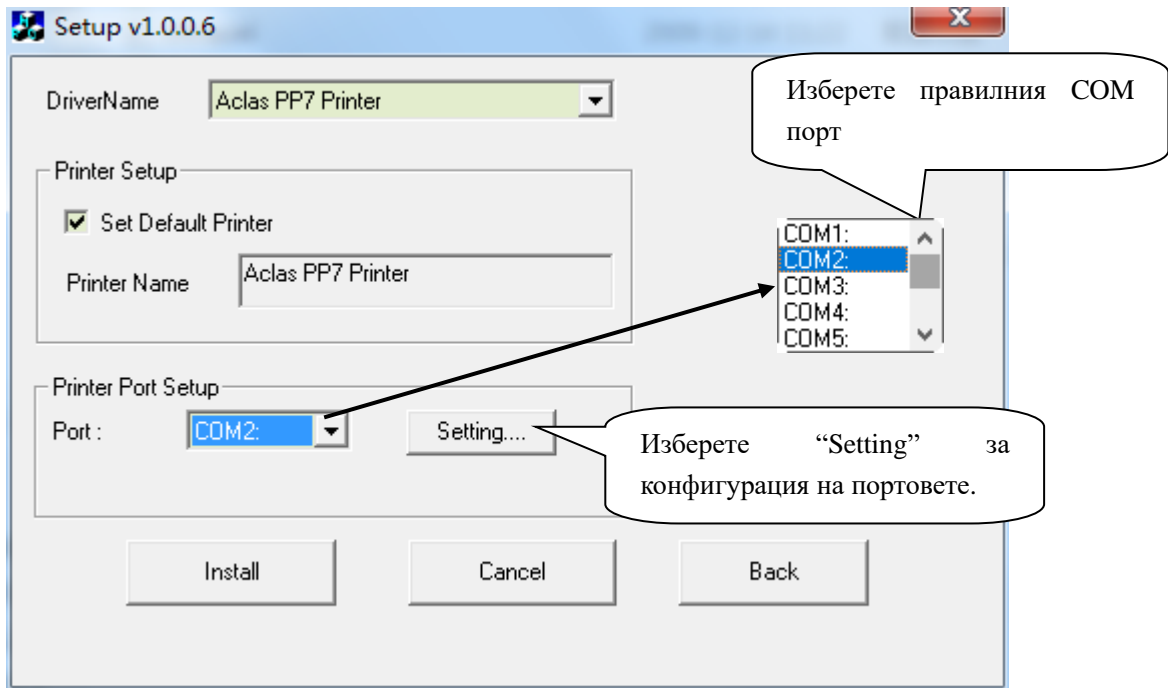 Setup v1.0.0.6
DriverName
Aclas PP7 Printer
Изберете правилния COM
порт
Printer Setup
Set Default Printer
Printer Name
Aclas PP7 Printer
COM1:
COM2:
COM3:
COM4:
COM5:
Printer Port Setup
Port :
COM2:
Setting....
Изберете “Setting” за
конфигурация на портовете.
Install
Cancel
Back